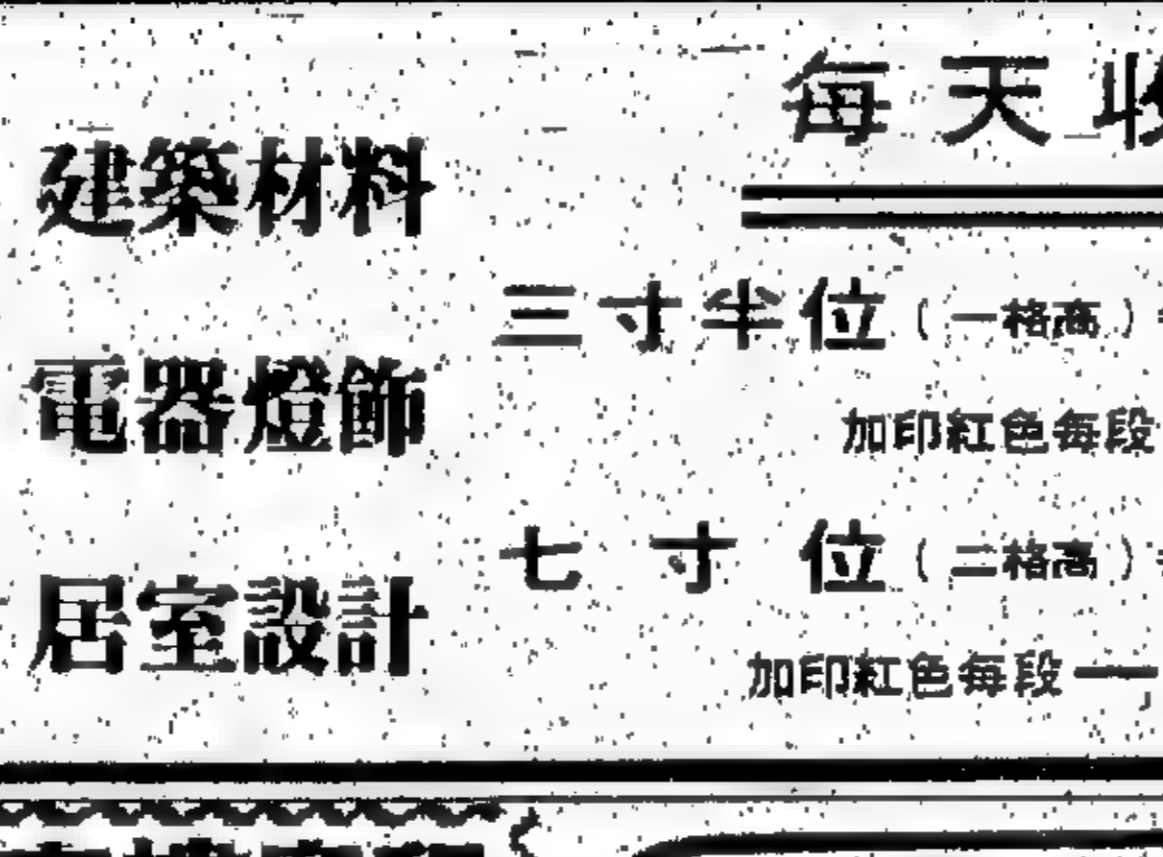 建築材料
電器燈飾
居室設計
每天收
三寸半位（一格高）
加印紅色每段
七寸位（二格高）
加印紅色每段一